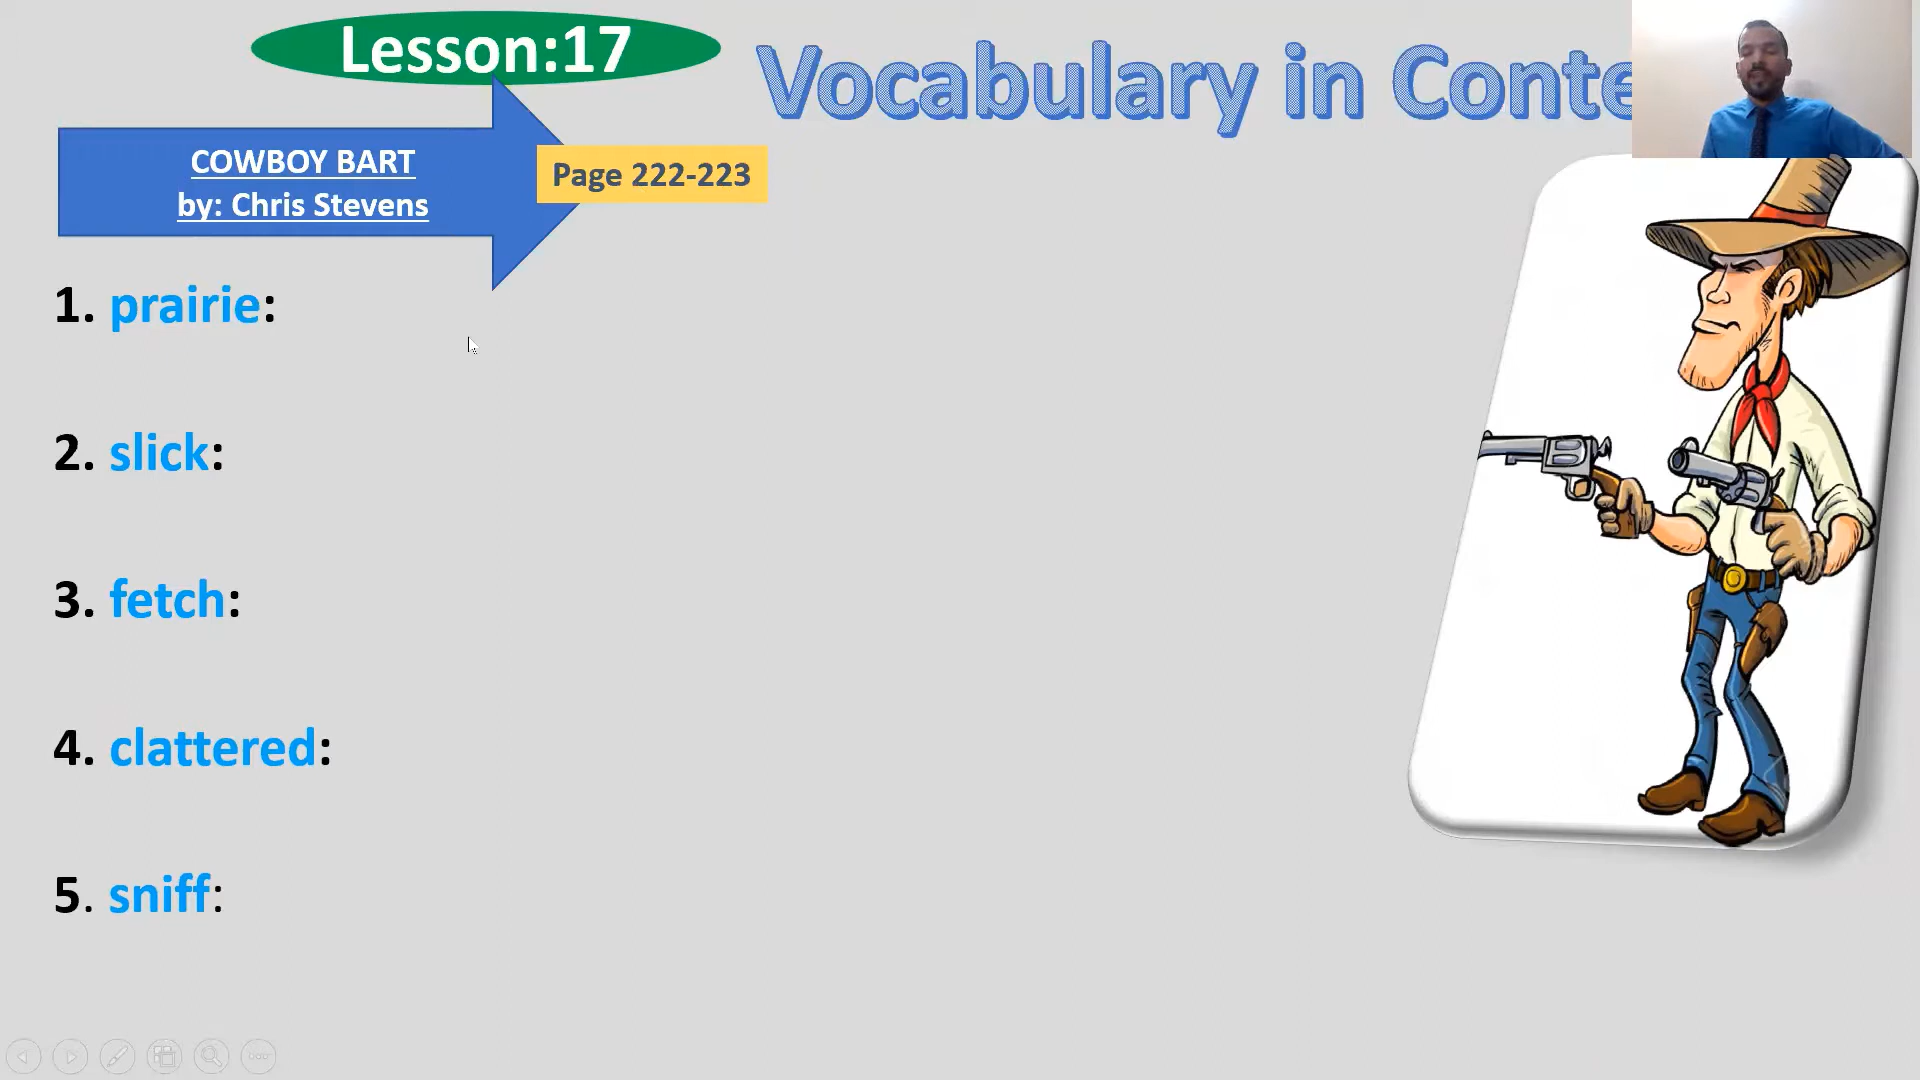 Lesson:17
Vocabulary in Conte
COWBOY BART
by: Chris Stevens
Page 222-223
1. prairie:
2. slick:
3. fetch:
4. clattered:
5. sniff: